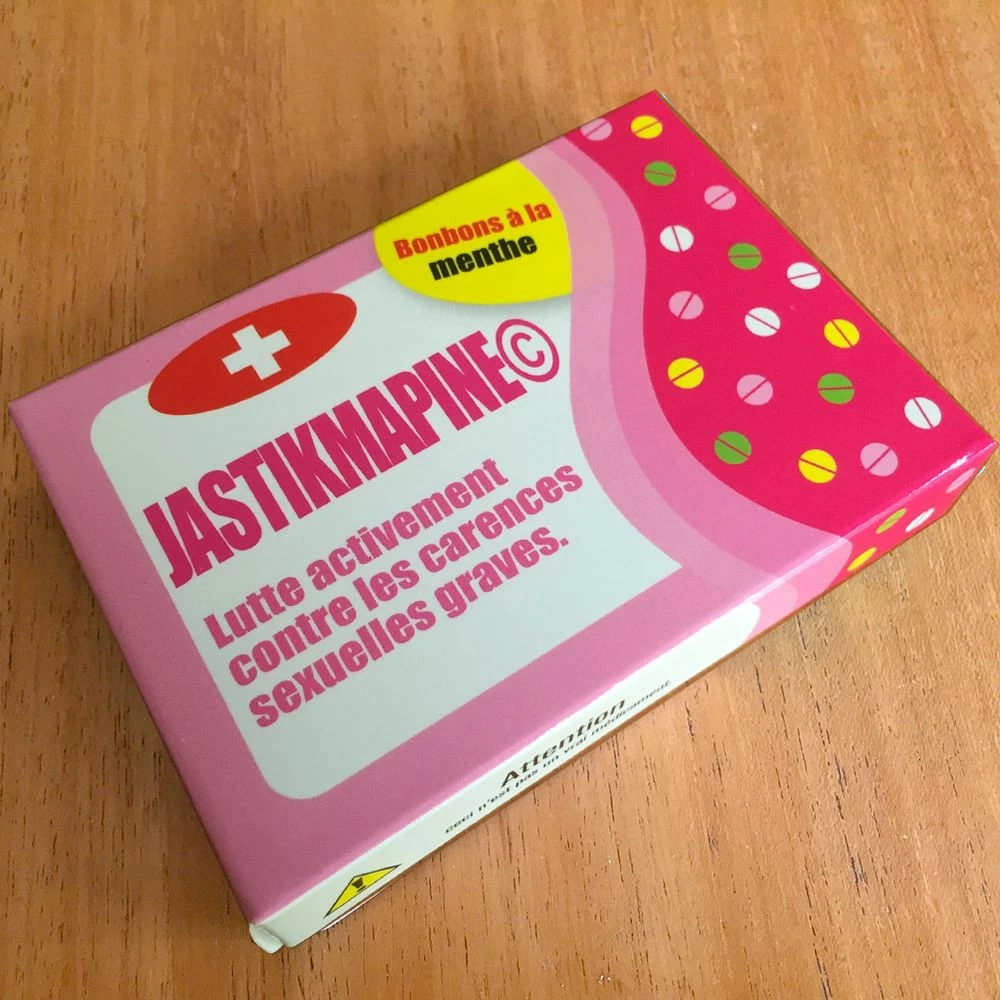 Bonbons à la
menthe
JASTIKMAPINE©
Lutte activement
contre les carences
sexuelles graves.
Attention
ceci n'est pas un vrai médicament